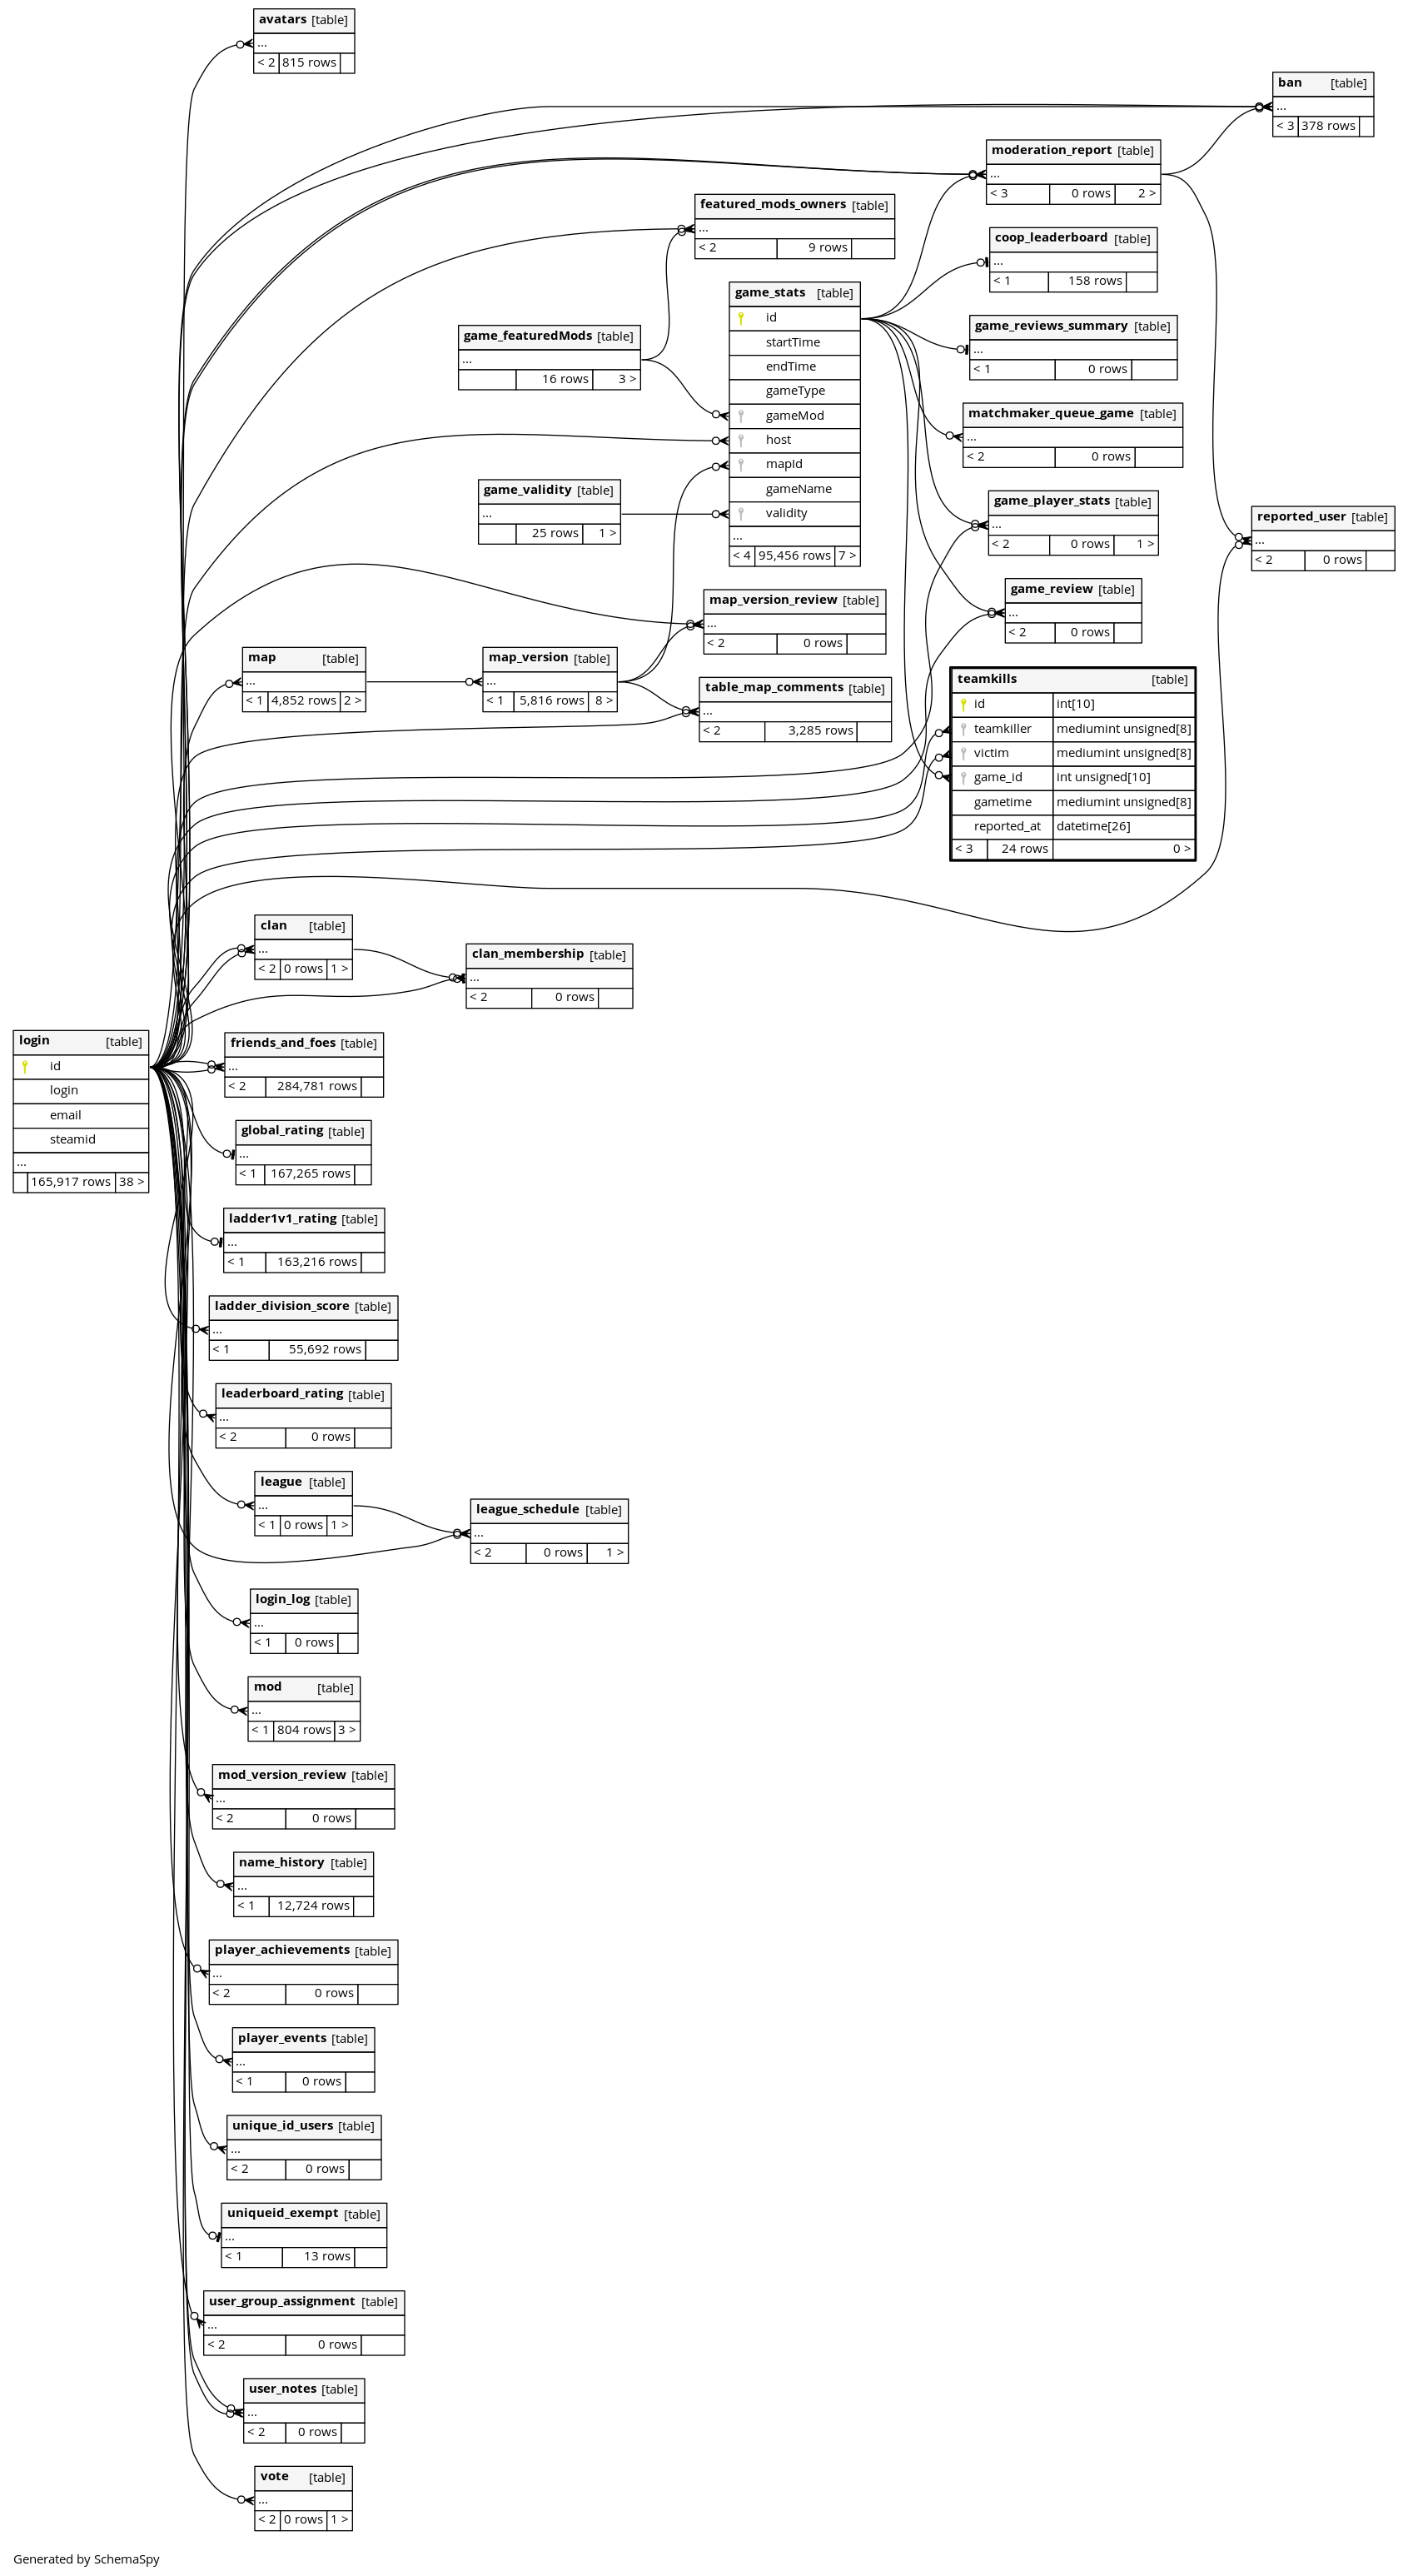 avatars [table]
...
< 2 815 rows
ban [table]
...
< 3 378 rows
moderation_report [table]
...
< 3 0 rows 2 >
featured_mods_owners [table]
...
< 2 9 rows
coop_leaderboard [table]
...
< 1 158 rows
game_stats [table]
id
startTime
endTime
gameType
gameMod
host
mapId
gameName
validity
...
< 4 95,456 rows 7 >
game_reviews_summary [table]
...
< 1 0 rows
game_featuredMods [table]
...
16 rows 3 >
matchmaker_queue_game [table]
...
< 2 0 rows
game_validity [table]
...
25 rows 1 >
game_player_stats [table]
...
< 2 0 rows 1 >
reported_user [table]
...
< 2 0 rows
game_review [table]
...
< 2 0 rows
map_version_review [table]
...
< 2 0 rows
map [table]
...
< 1 4,852 rows 2 >
map_version [table]
...
< 1 5,816 rows 8 >
table_map_comments [table]
...
< 2 3,285 rows
teamkills [table]
id int[10]
teamkiller mediumint unsigned[8]
victim mediumint unsigned[8]
game_id int unsigned[10]
gametime mediumint unsigned[8]
reported_at datetime[26]
< 3 24 rows 0 >
clan [table]
...
< 2 0 rows 1 >
clan_membership [table]
...
< 2 0 rows
login [table]
id
login
email
steamid
...
165,917 rows 38 >
friends_and_foes [table]
...
< 2 284,781 rows
global_rating [table]
...
< 1 167,265 rows
ladder1v1_rating [table]
...
< 1 163,216 rows
ladder_division_score [table]
...
< 1 55,692 rows
leaderboard_rating [table]
...
< 2 0 rows
league [table]
...
< 1 0 rows 1 >
league_schedule [table]
...
< 2 0 rows 1 >
login_log [table]
...
< 1 0 rows
mod [table]
...
< 1 804 rows 3 >
mod_version_review [table]
...
< 2 0 rows
name_history [table]
...
< 1 12,724 rows
player_achievements [table]
...
< 2 0 rows
player_events [table]
...
< 1 0 rows
unique_id_users [table]
...
< 2 0 rows
uniqueid_exempt [table]
...
< 1 13 rows
user_group_assignment [table]
...
< 2 0 rows
user_notes [table]
...
< 2 0 rows
vote [table]
...
< 2 0 rows 1 >
Generated by SchemaSpy